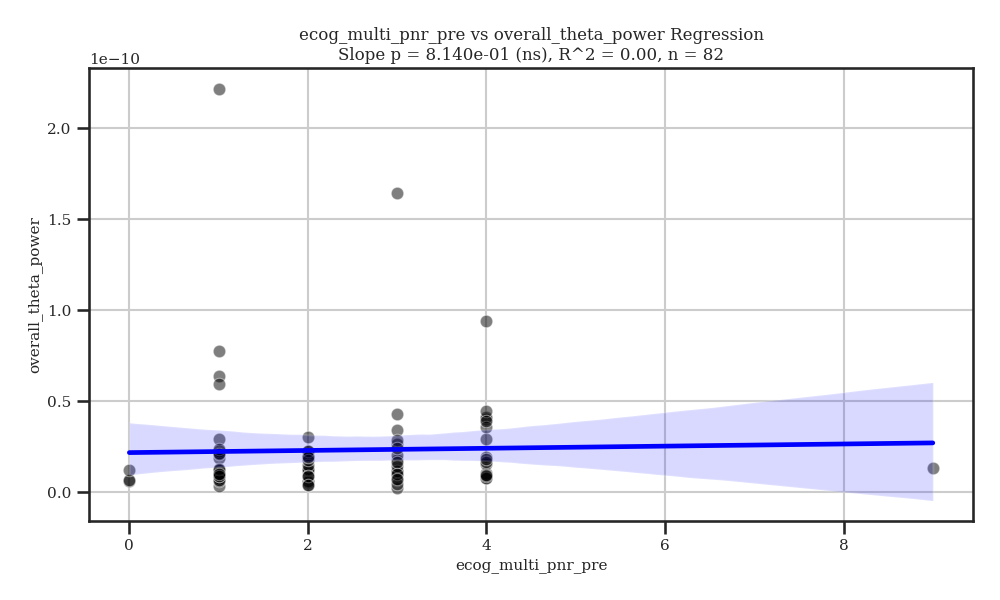 ecog_multi_pnr_pre vs overall_theta_power Regression
Slope p = 8.140e-01 (ns), R^2 = 0.00, n = 82
1e−10
2.0
1.5
1.0
0.5
0.0
overall_theta_power
0 2 4 6 8
ecog_multi_pnr_pre